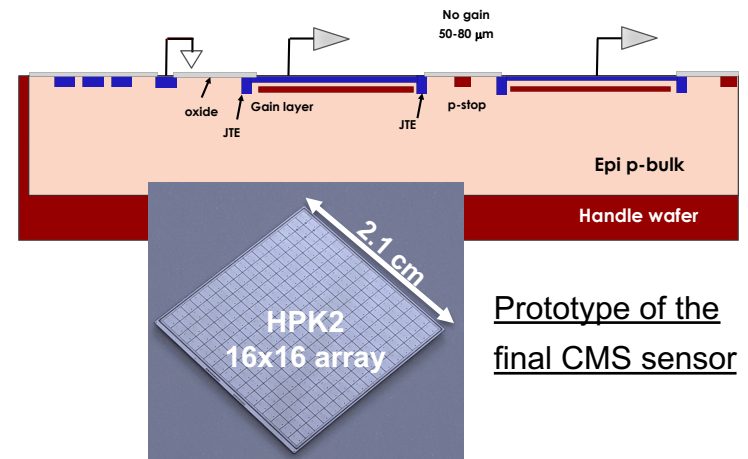 No gain
50-80 µm
oxide
JTE
Gain layer
JTE
p-stop
Epi p-bulk
Handle wafer
2.1 cm
HPK2
16x16 array
Prototype of the
final CMS sensor